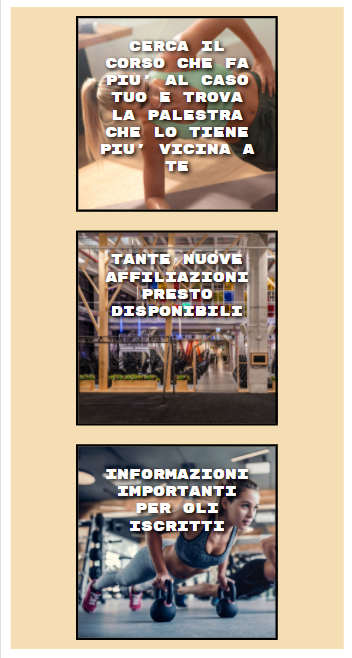 CERCA IL
CORSO CHE FA
PIU' AL CASO
TUO E TROVA
LA PALESTRA
CHE LO TIENE
PIU' VICINA A
TE
TANTE NUOVE
AFFILIAZIONI
PRESTO
DISPONIBILI
INFORMAZIONI
IMPORTANTI
PER GLI
ISCRITTI